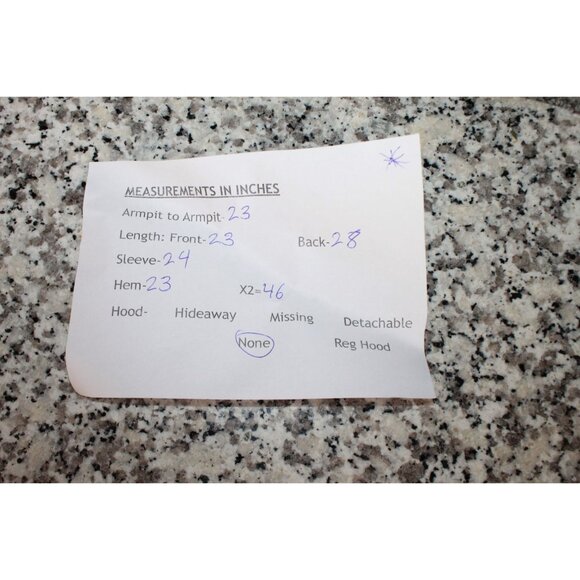 MEASUREMENTS IN INCHES
Armpit to Armpit-23
Length: Front-23 Back-28
Sleeve-24
Hem-23 X2=46
Hood- Hideaway Missing Detachable
None Reg Hood